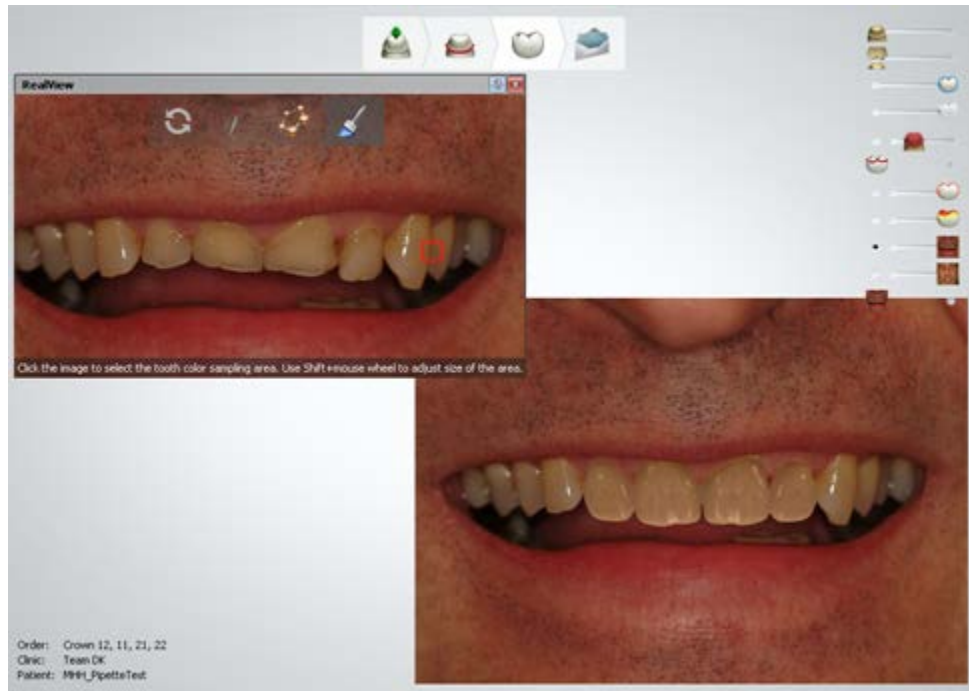 RealView
Click the image to select the tooth color sampling area. Use Shift+mouse wheel to adjust size of the area.
Order: Crown 12, 11, 21, 22
Clinic: Team DK
Patient: MHH_PipetteTest